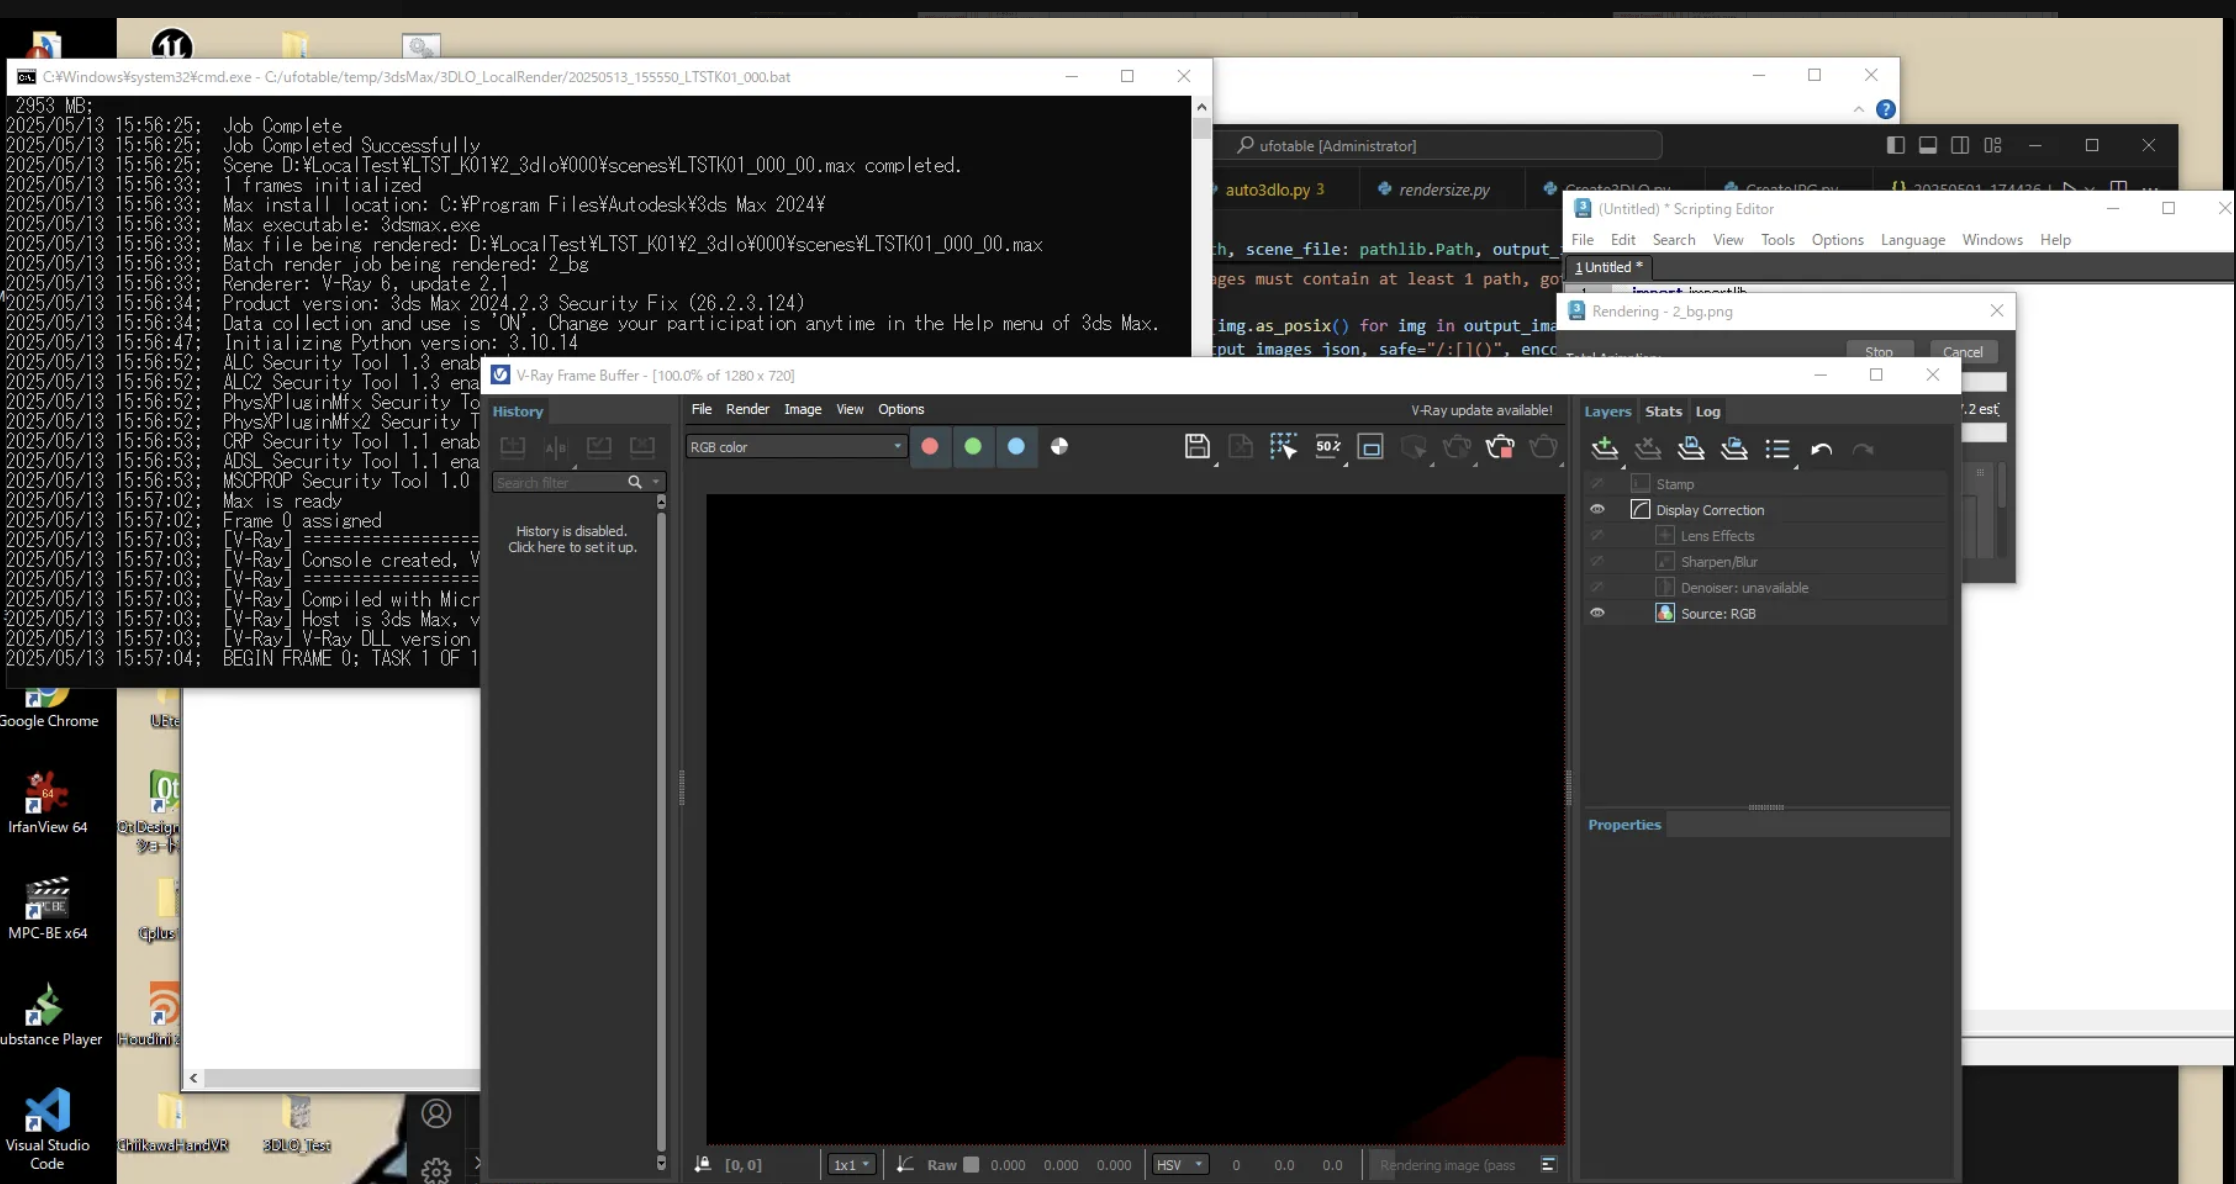 C:¥Windows¥system32¥cmd.exe - C:/ufotable/temp/3dsMax/3DLO_LocalRender/20250513_155550_LTSTK01_000.bat
2953 MB;
2025/05/13 15:56:25; Job Complete
2025/05/13 15:56:25; Job Completed Successfully
2025/05/13 15:56:25; Scene D:¥LocalTest¥LTST_K01¥2_3dlo¥000¥scenes¥LTSTK01_000_00.max completed.
2025/05/13 15:56:33; 1 frames initialized
2025/05/13 15:56:33; Max install location: C:¥Program Files¥Autodesk¥3ds Max 2024¥
2025/05/13 15:56:33; Max executable: 3dsmax.exe
2025/05/13 15:56:33; Max file being rendered: D:¥LocalTest¥LTST_K01¥2_3dlo¥000¥scenes¥LTSTK01_000_00.max
2025/05/13 15:56:33; Batch render job being rendered: 2_bg
2025/05/13 15:56:33; Renderer: V-Ray 6, update 2.1
2025/05/13 15:56:34; Product version: 3ds Max 2024.2.3 Security Fix (26.2.3.124)
2025/05/13 15:56:34; Data collection and use is 'ON'. Change your participation anytime in the Help menu of 3ds Max.
2025/05/13 15:56:47; Initializing Python version: 3.10.14
2025/05/13 15:56:52; ALC Security Tool 1.3
2025/05/13 15:56:52; ALC2 Security Tool 1.3 ena
2025/05/13 15:56:52; PhysXPluginMfx Security To
2025/05/13 15:56:52; PhysXPluginMfx2 Security T
2025/05/13 15:56:53; CRP Security Tool 1.1 enab
2025/05/13 15:56:53; ADSL Security Tool 1.1 ena
2025/05/13 15:56:53; MSCPROP Security Tool 1.0
2025/05/13 15:57:02; Max is ready
2025/05/13 15:57:02; Frame 0 assigned
2025/05/13 15:57:03; [V-Ray] ==================
2025/05/13 15:57:03; [V-Ray] Console created, V
2025/05/13 15:57:03; [V-Ray] ==================
2025/05/13 15:57:03; [V-Ray] Compiled with Micr
2025/05/13 15:57:03; [V-Ray] Host is 3ds Max, v
2025/05/13 15:57:03; [V-Ray] V-Ray DLL version
2025/05/13 15:57:04; BEGIN FRAME 0; TASK 1 OF 1
ufotable [Administrator]
auto3dlo.py 3 rendersize.py Create3DLO.py CreateJPG.py
th, scene_file: pathlib.Path, output_
ages must contain at least 1 path, go
[img.as_posix() for img in output_ima
put_images_json, safe="/:[]()", enco
(Untitled) * Scripting Editor
File Edit Search View Tools Options Language Windows Help
1 Untitled *
1 import importlib
Rendering - 2_bg.png
Total Animation:
Stop Cancel
.2 est)
V-Ray Frame Buffer - [100.0% of 1280 x 720]
History
File Render Image View Options
V-Ray update available!
RGB color
50%
Search filter
History is disabled.
Click here to set it up.
Layers Stats Log
Stamp
Display Correction
Lens Effects
Sharpen/Blur
Denoiser: unavailable
Source: RGB
Properties
[0, 0] 1x1 Raw 0.000 0.000 0.000 HSV 0 0.0 0.0 Rendering image (pass
Google Chrome
IrfanView 64
64
Qt
Qt Design
ショート
MPC-BE x64
Cplus
ubstance Player
Houdini
Visual Studio
Code
ChiikawaHandVR
3DLO_Test